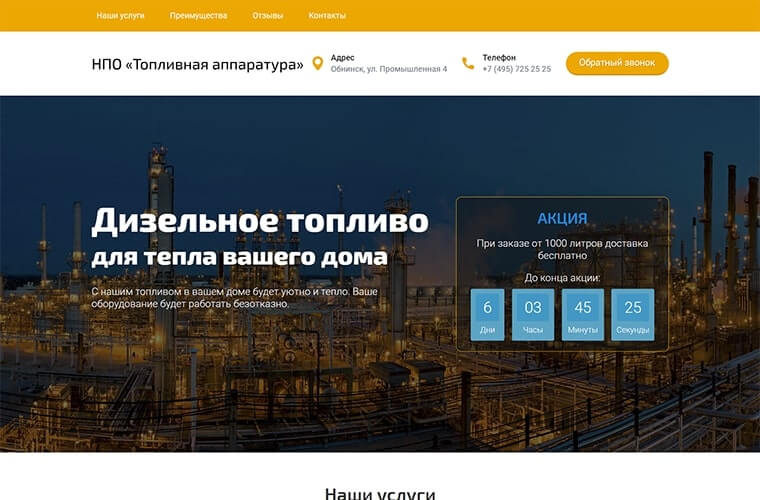 Наши услуги Преимущества Отзывы Контакты
НПО «Топливная аппаратура»
Адрес
Обнинск, ул. Промышленная 4
Телефон
+7 (495) 725 25 25
Обратный звонок
Дизельное топливо
для тепла вашего дома
С нашим топливом в вашем доме будет уютно и тепло. Ваше
оборудование будет работать безотказно.
АКЦИЯ
При заказе от 1000 литров доставка
бесплатно
До конца акции:
6 03 45 25
Дни Часы Минуты Секунды
Наши услуги